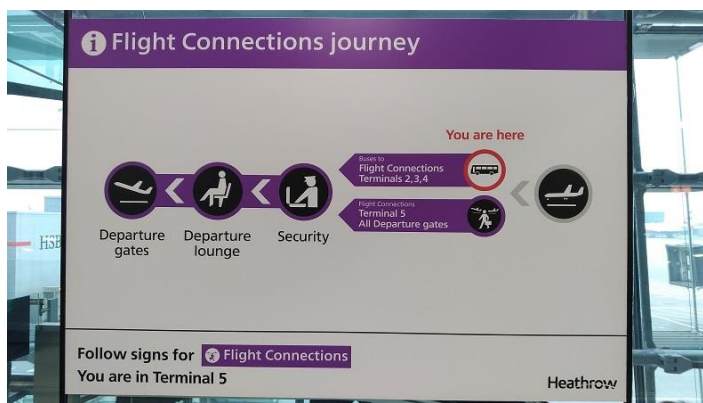 i Flight Connections journey
You are here
Buses to
Flight Connections
Terminals 2,3,4
Flight Connections
Terminal 5
All Departure gates
Departure
gates
Departure
lounge
Security
HSB
Follow signs for Flight Connections
You are in Terminal 5
Heathrow